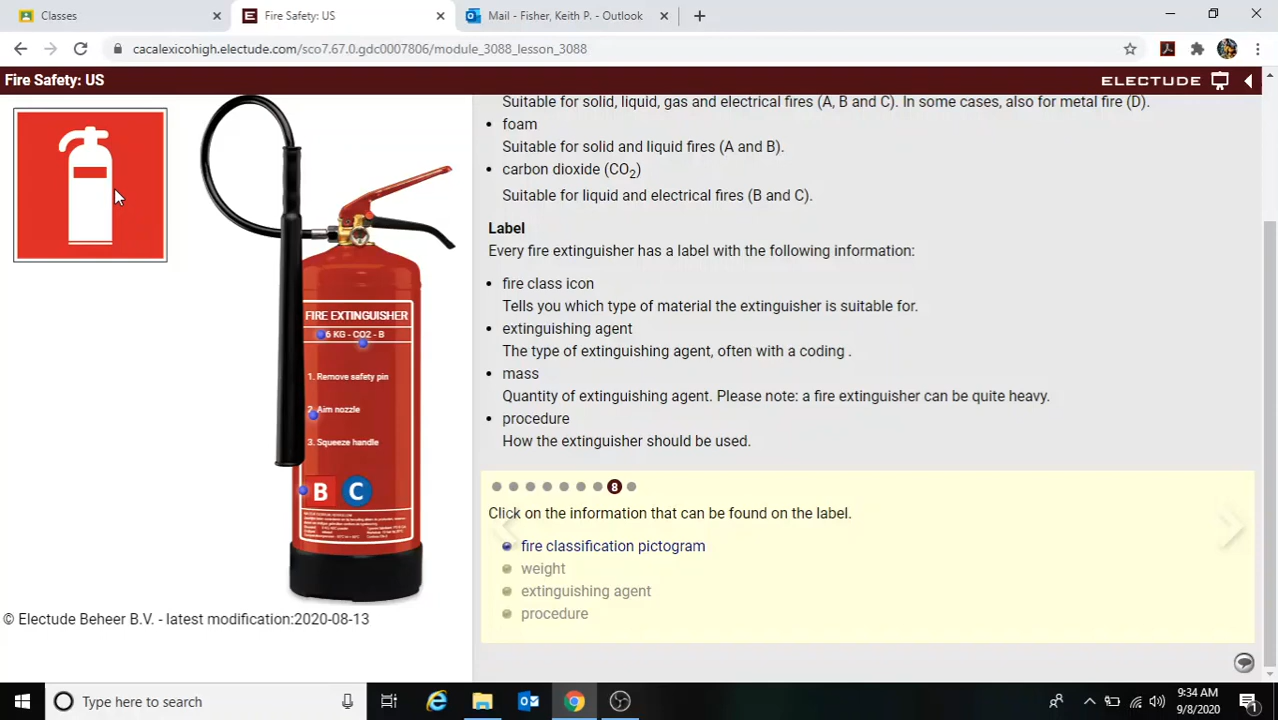 Classes
Fire Safety: US
Mail - Fisher, Keith P. - Outlook
cacalexicohigh.electude.com/sco7.67.0.gdc0007806/module_3088_lesson_3088
Fire Safety: US
ELECTUDE
Suitable for solid, liquid, gas and electrical fires (A, B and C). In some cases, also for metal fire (D).
foam
Suitable for solid and liquid fires (A and B).
carbon dioxide (CO2)
Suitable for liquid and electrical fires (B and C).
Label
Every fire extinguisher has a label with the following information:
fire class icon
Tells you which type of material the extinguisher is suitable for.
extinguishing agent
The type of extinguishing agent, often with a coding .
mass
Quantity of extinguishing agent. Please note: a fire extinguisher can be quite heavy.
procedure
How the extinguisher should be used.
FIRE EXTINGUISHER
6 KG - CO2 - B
1. Remove safety pin
2. Aim nozzle
3. Squeeze handle
B C
8
Click on the information that can be found on the label.
fire classification pictogram
weight
extinguishing agent
procedure
© Electude Beheer B.V. - latest modification:2020-08-13
Type here to search
9:34 AM
9/8/2020
1